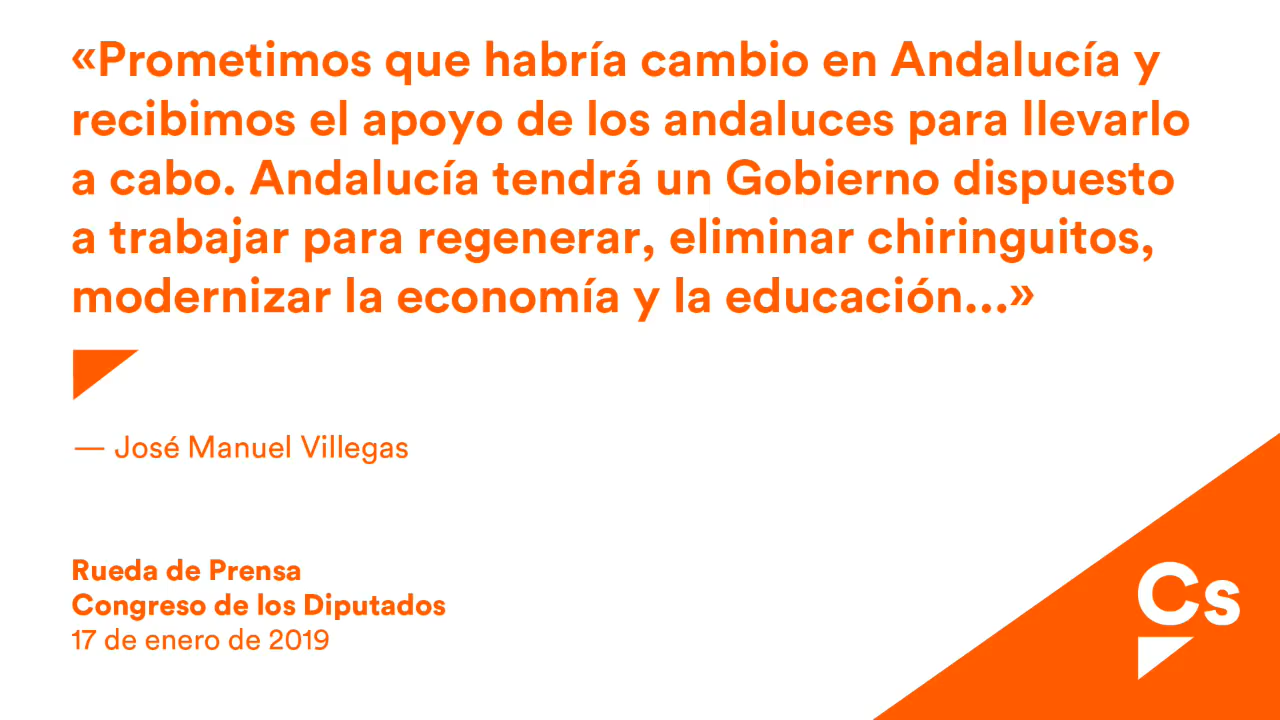 «Prometimos que habría cambio en Andalucía y
recibimos el apoyo de los andaluces para llevarlo
a cabo. Andalucía tendrá un Gobierno dispuesto
a trabajar para regenerar, eliminar chiringuitos,
modernizar la economía y la educación...»
— José Manuel Villegas
Rueda de Prensa
Congreso de los Diputados
17 de enero de 2019
Cs